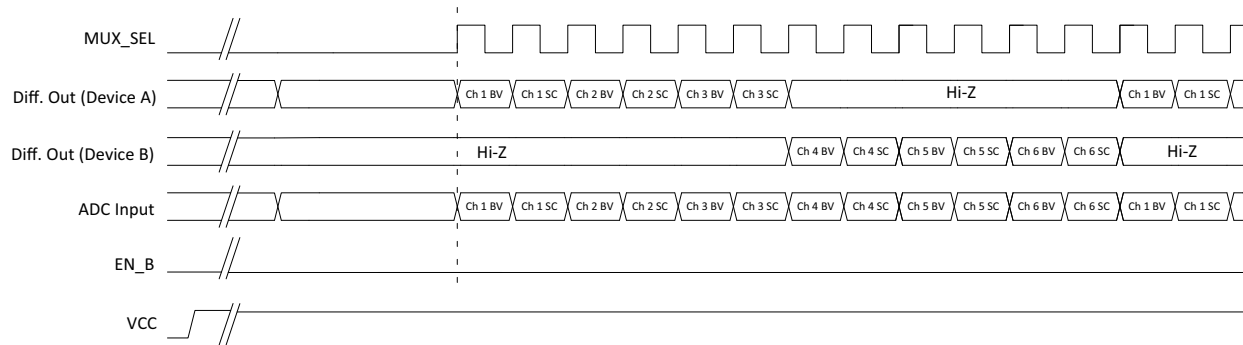 MUX_SEL
Diff. Out (Device A) Ch 1 BV Ch 1 SC Ch 2 BV Ch 2 SC Ch 3 BV Ch 3 SC Hi-Z Ch 1 BV Ch 1 SC
Diff. Out (Device B) Hi-Z Ch 4 BV Ch 4 SC Ch 5 BV Ch 5 SC Ch 6 BV Ch 6 SC Hi-Z
ADC Input Ch 1 BV Ch 1 SC Ch 2 BV Ch 2 SC Ch 3 BV Ch 3 SC Ch 4 BV Ch 4 SC Ch 5 BV Ch 5 SC Ch 6 BV Ch 6 SC Ch 1 BV Ch 1 SC
EN_B
VCC